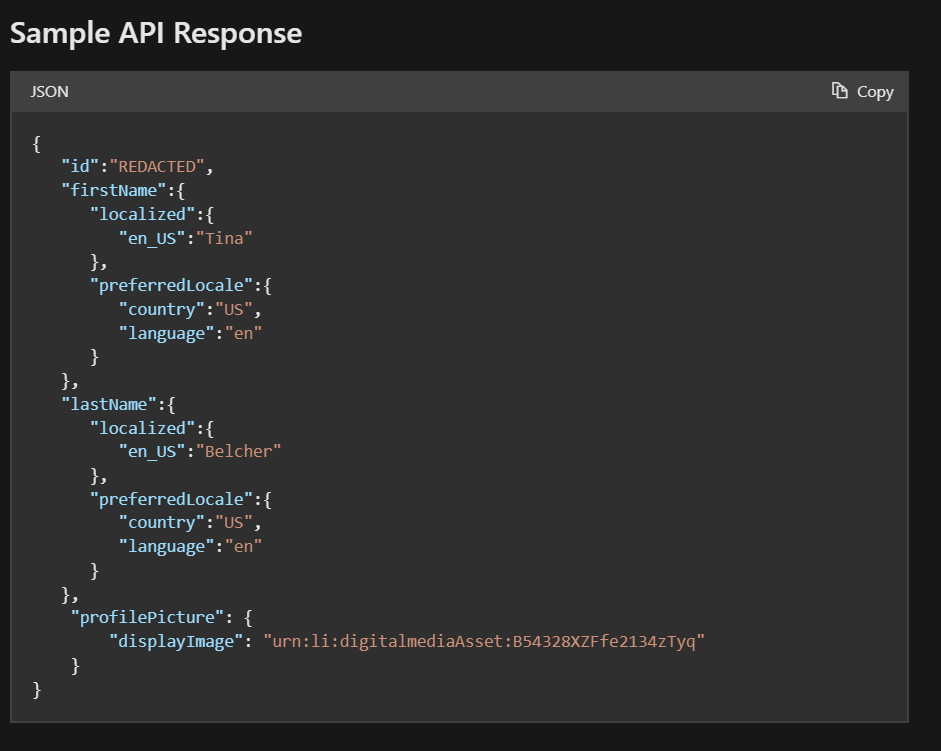 Sample API Response
JSON
Copy
{
   "id":"REDACTED",
   "firstName":{
      "localized":{
         "en_US":"Tina"
      },
      "preferredLocale":{
         "country":"US",
         "language":"en"
      }
   },
   "lastName":{
      "localized":{
         "en_US":"Belcher"
      },
      "preferredLocale":{
         "country":"US",
         "language":"en"
      }
   },
    "profilePicture": {
        "displayImage": "urn:li:digitalmediaAsset:B54328XZFfe2134zTyq"
    }
}